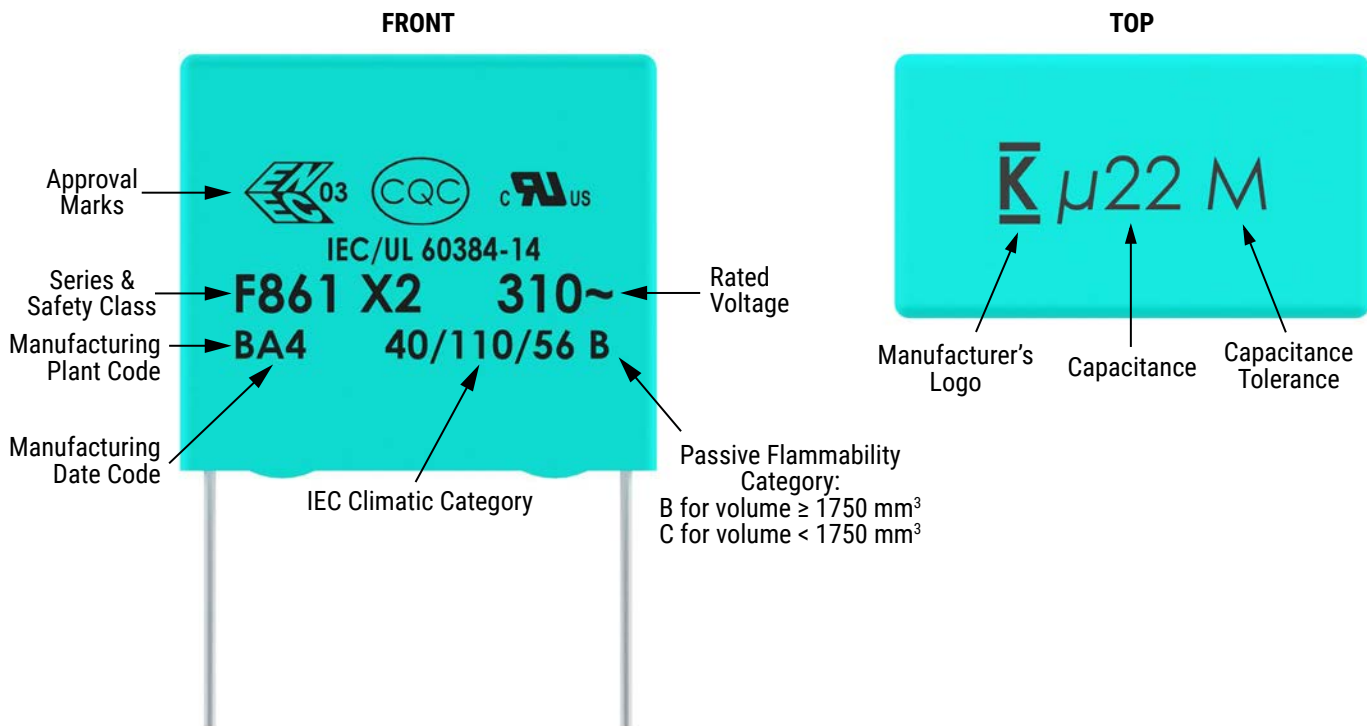 FRONT
TOP
Approval
Marks
ENEC 03 CQC C RU US
IEC/UL 60384-14
Series &
Safety Class
F861 X2 310~
Rated
Voltage
Manufacturing
Plant Code
BA4 40/110/56 B
Manufacturing
Date Code
IEC Climatic Category
Passive Flammability
Category:
B for volume ≥ 1750 mm³
C for volume < 1750 mm³
K µ22 M
Manufacturer's
Logo
Capacitance
Capacitance
Tolerance